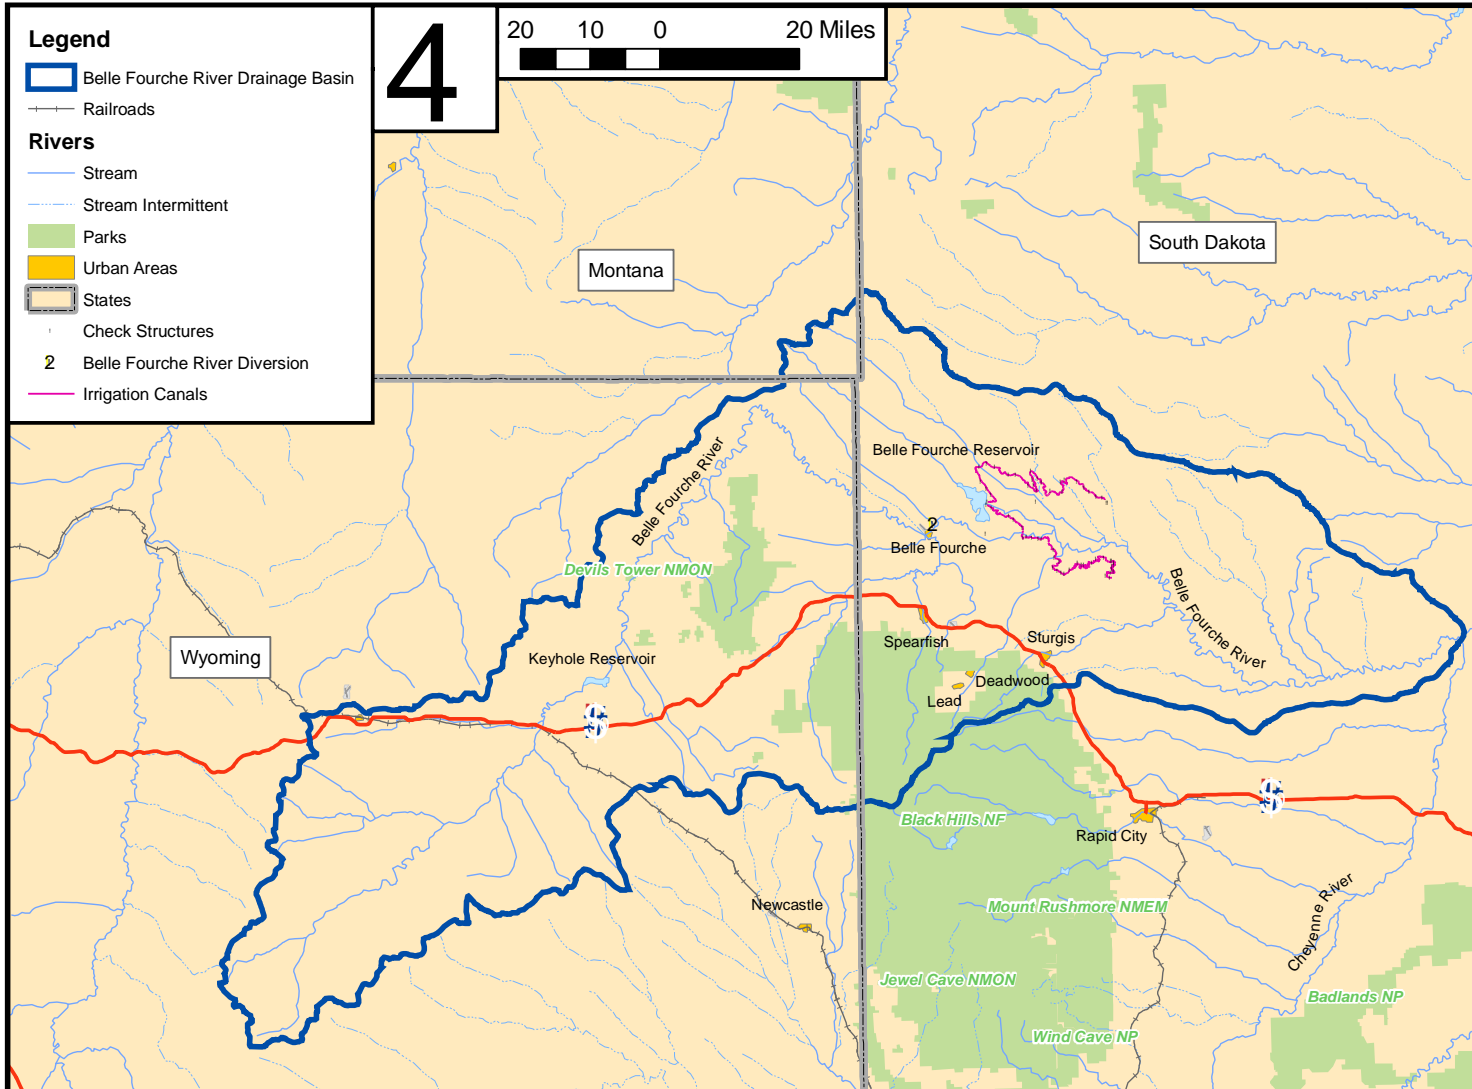 Legend
Belle Fourche River Drainage Basin
Railroads
Rivers
Stream
Stream Intermittent
Parks
Urban Areas
States
Check Structures
2 Belle Fourche River Diversion
Irrigation Canals
4
20 10 0 20 Miles
Montana
South Dakota
Wyoming
Belle Fourche Reservoir
Belle Fourche River
2
Belle Fourche
Devils Tower NMON
Belle Fourche River
Spearfish
Sturgis
Keyhole Reservoir
Deadwood
Lead
Black Hills NF
Rapid City
Newcastle
Mount Rushmore NMEM
Cheyenne River
Jewel Cave NMON
Badlands NP
Wind Cave NP